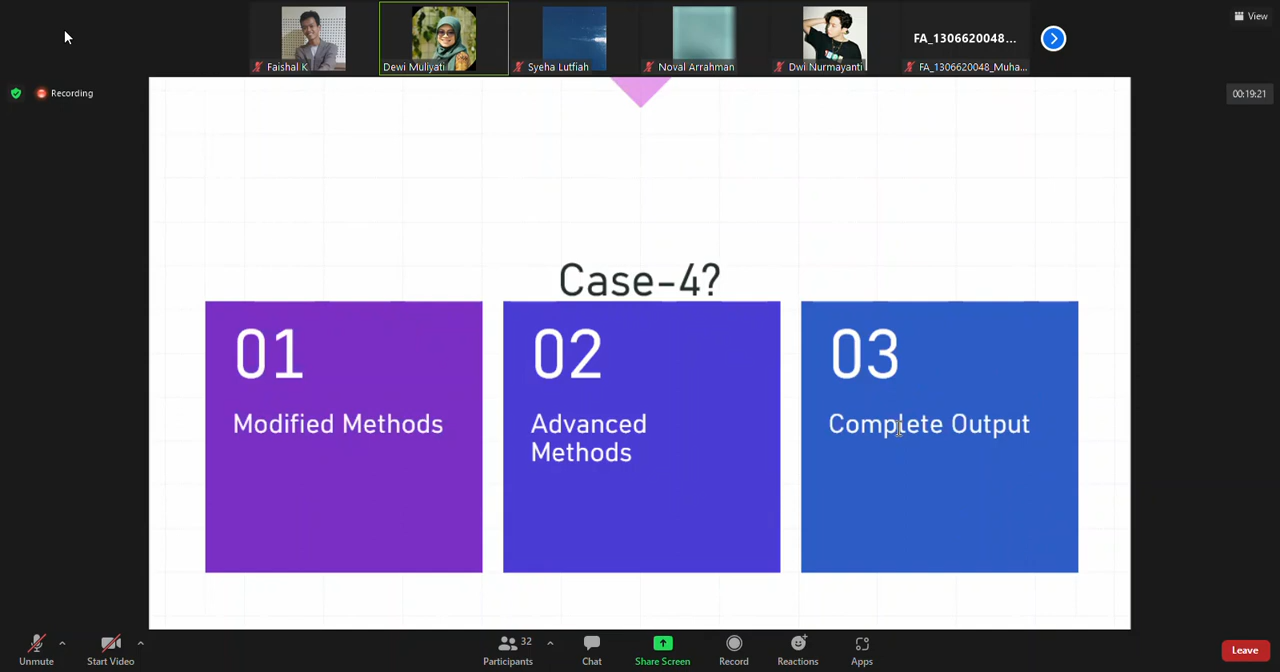 FA_1306620048...
View
Faishal K
Dewi Muliyati
Syeha Lutfiah
Noval Arrahman
Dwi Nurmayanti
FA_1306620048_Muha...
Recording
00:19:21
Case-4?
01
Modified Methods
02
Advanced
Methods
03
Complete Output
Unmute
Start Video
32
Participants
Chat
Share Screen
Record
Reactions
Apps
Leave